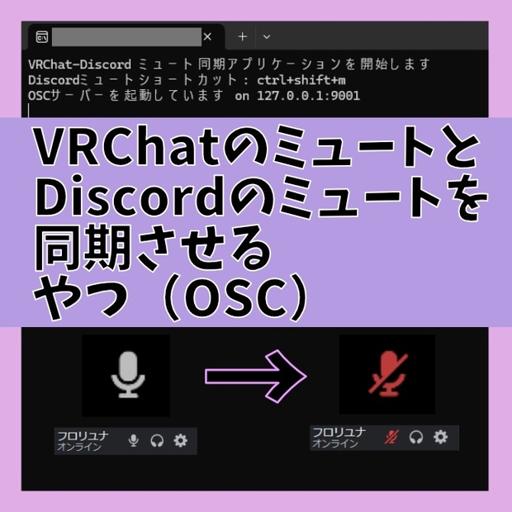 VRChat-Discord ミュート同期アプリケーションを開始します
Discordミュートショートカット: ctrl+shift+m
OSCサーバーを起動しています on 127.0.0.1:9001
VRChatのミュートと
Discordのミュートを
同期させる
やつ（OSC）
フロリユナ
オンライン
フロリユナ
オンライン